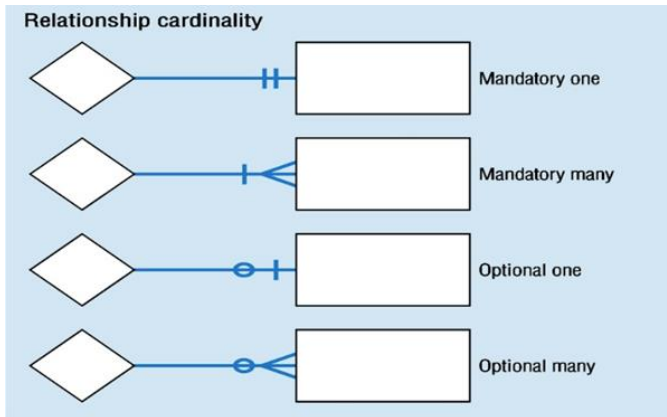 Relationship cardinality
Mandatory one
Mandatory many
Optional one
Optional many